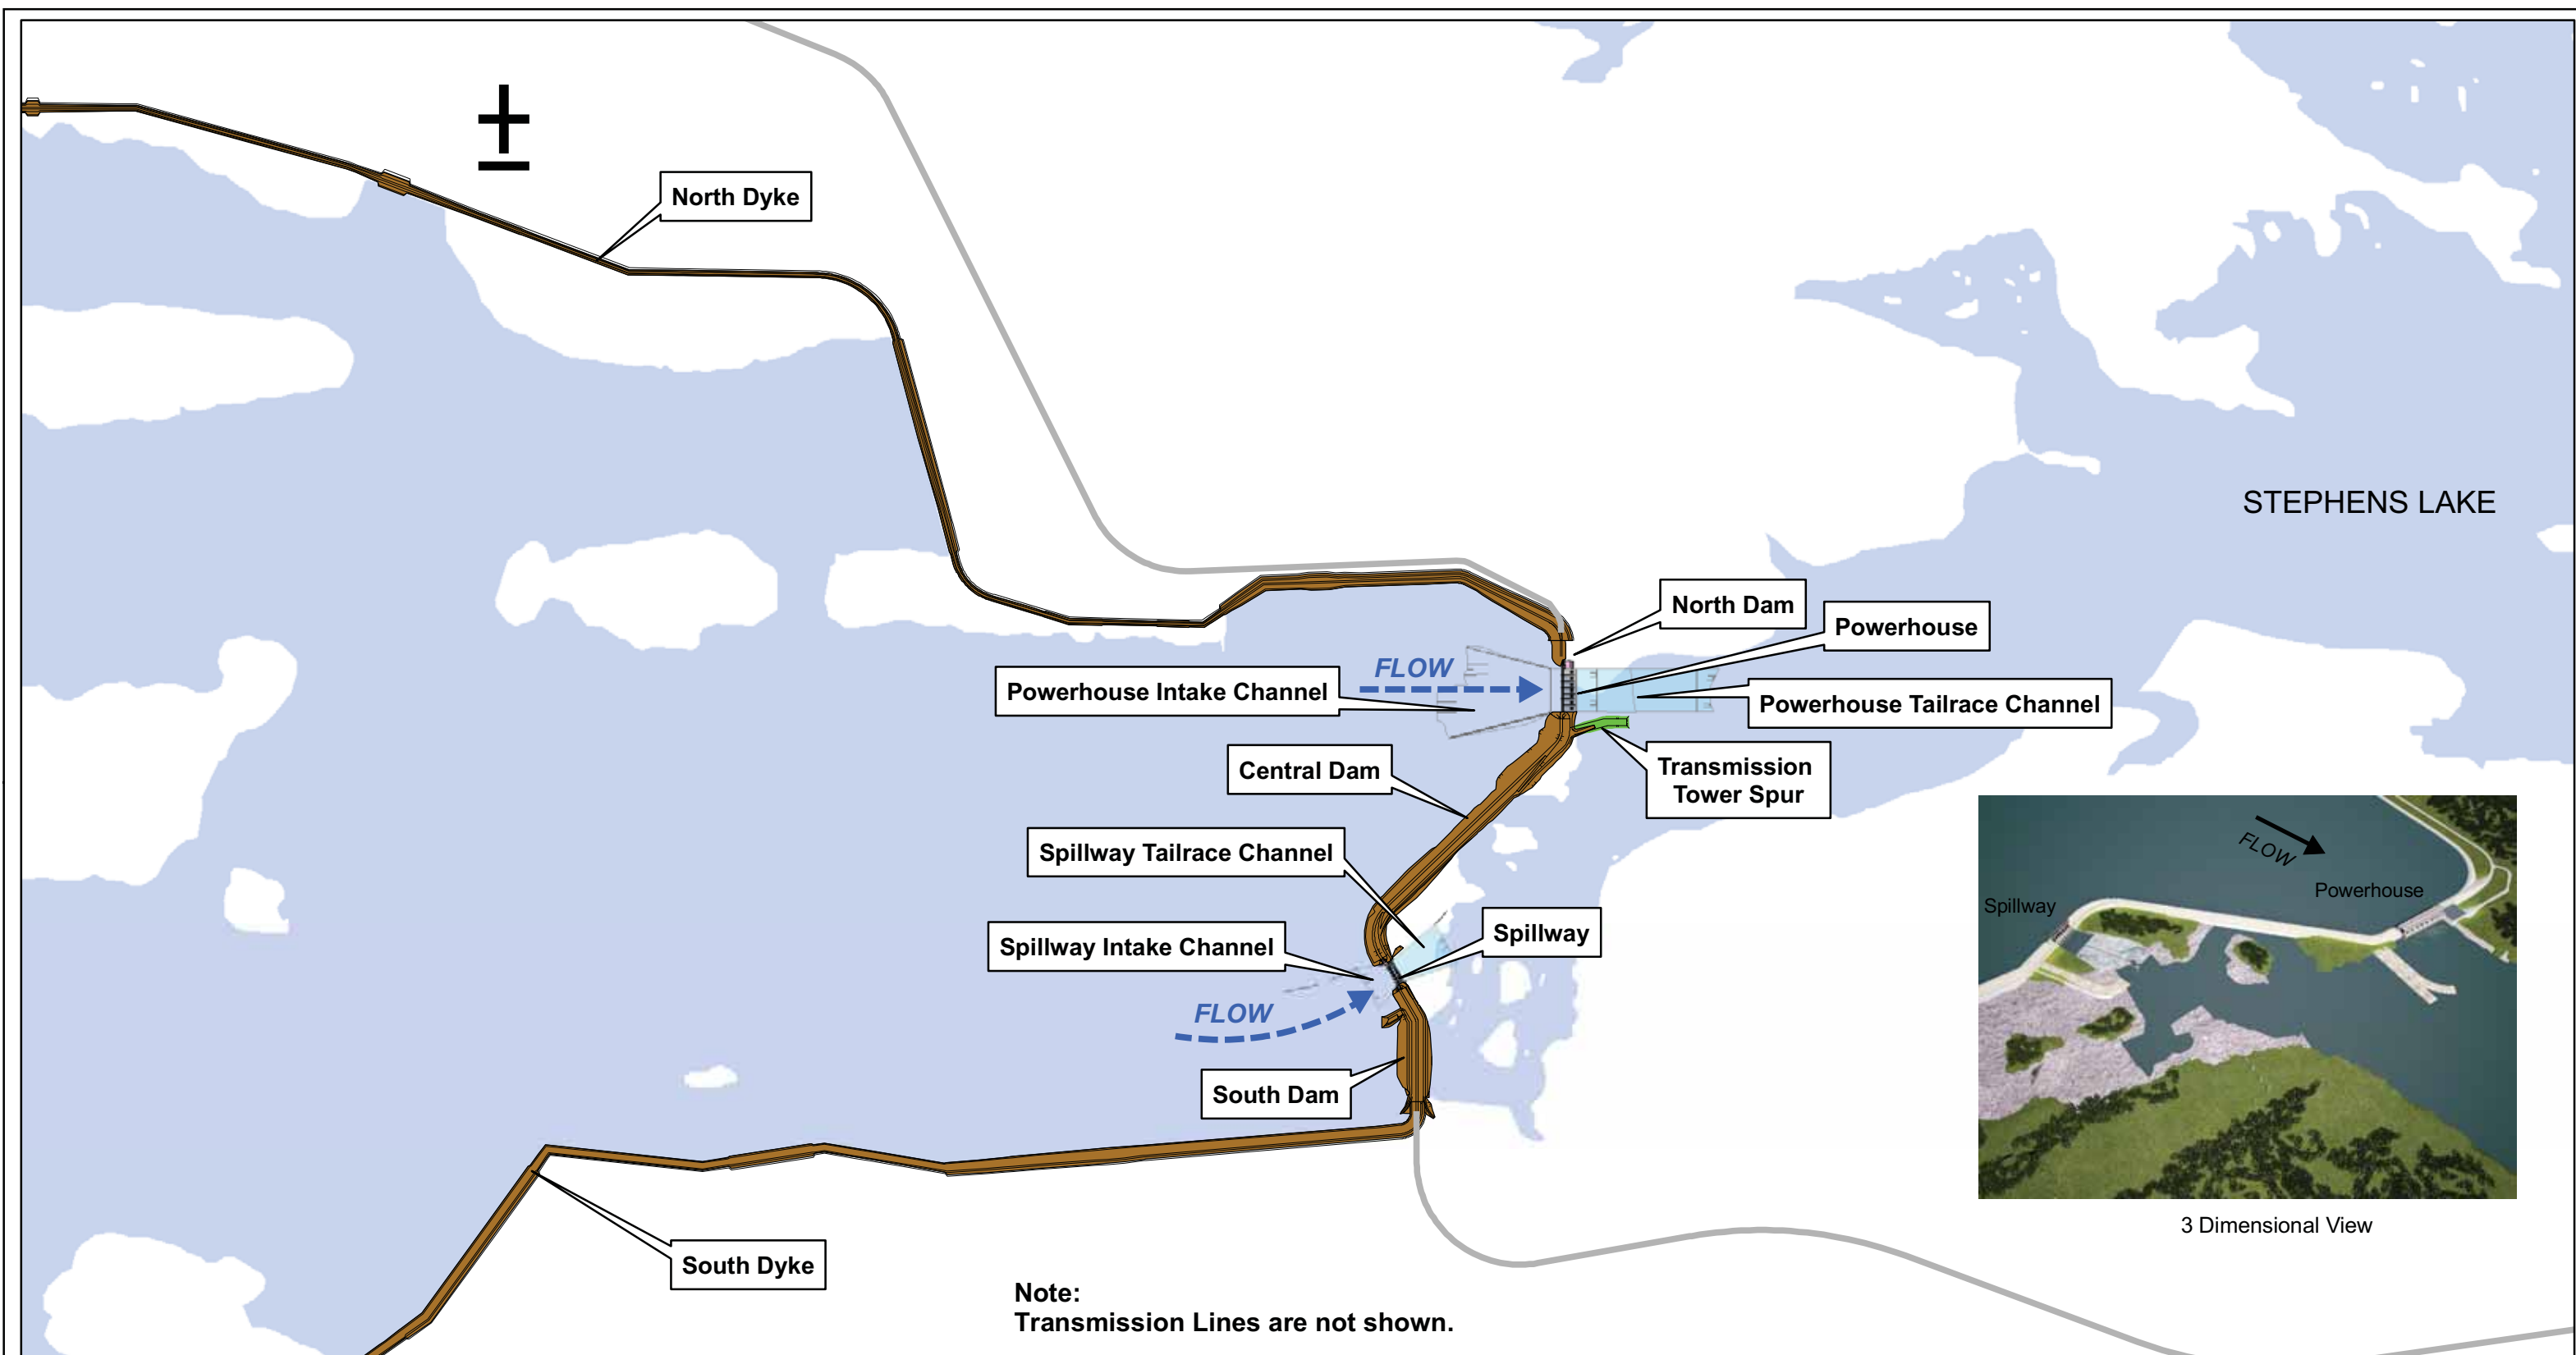 North Dyke
STEPHENS LAKE
North Dam
Powerhouse
FLOW
Powerhouse Intake Channel
Powerhouse Tailrace Channel
Central Dam
Transmission
Tower Spur
Spillway Tailrace Channel
Spillway Intake Channel
Spillway
FLOW
South Dam
South Dyke
FLOW
Powerhouse
Spillway
3 Dimensional View
Note:
Transmission Lines are not shown.